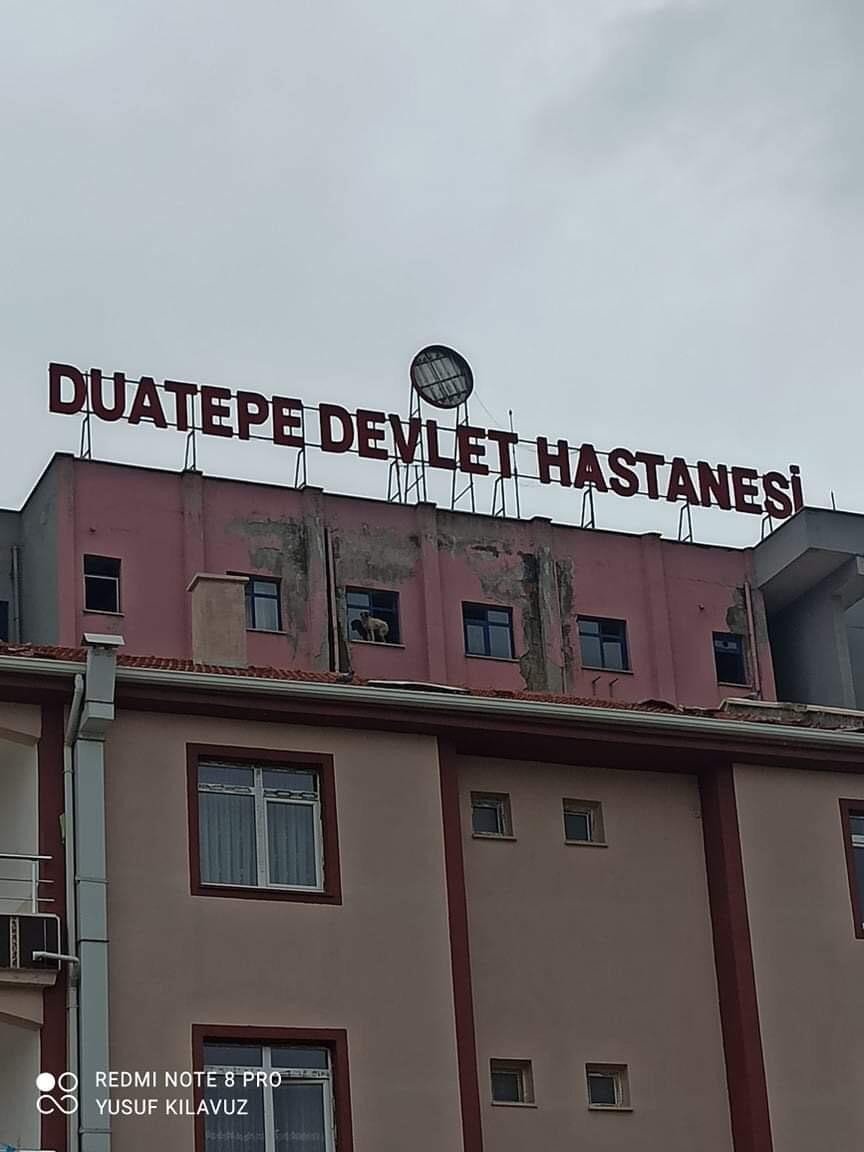 DUATEPE DEVLET HASTANESİ
REDMI NOTE 8 PRO
YUSUF KILAVUZ